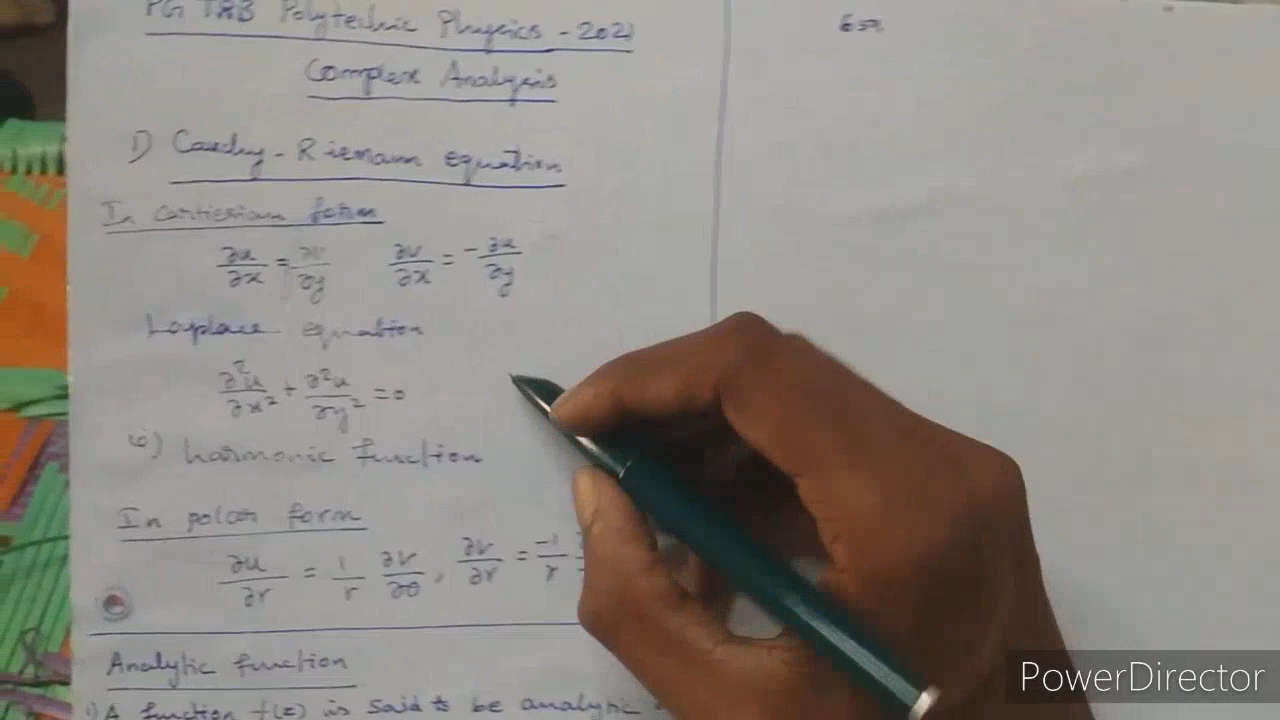 PG TRB Polytechnic Physics - 2021
Complex Analysis
1) Cauchy - Riemann equation
In cartesian form
∂u/∂x = ∂v/∂y   ∂v/∂x = -∂u/∂y
Laplace equation
∂²u/∂x² + ∂²u/∂y² = 0
harmonic function
In polar form
∂u/∂r = 1/r ∂v/∂θ, ∂v/∂r = -1/r
Analytic function
1) A function f(z) is said to be analytic
PowerDirector